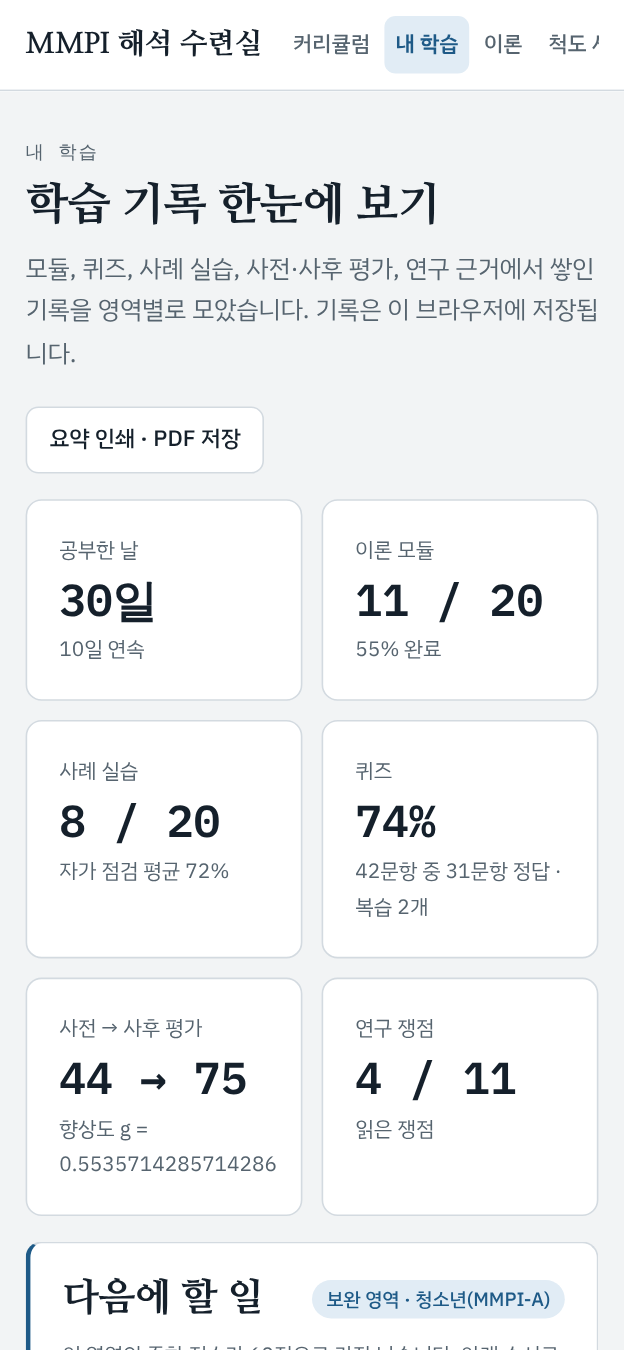 MMPI 해석 수련실 커리큘럼 내 학습 이론 척도
내 학습
학습 기록 한눈에 보기
모듈, 퀴즈, 사례 실습, 사전·사후 평가, 연구 근거에서 쌓인
기록을 영역별로 모았습니다. 기록은 이 브라우저에 저장됩
니다.
요약 인쇄 · PDF 저장
공부한 날
30일
10일 연속
이론 모듈
11 / 20
55% 완료
사례 실습
8 / 20
자가 점검 평균 72%
퀴즈
74%
42문항 중 31문항 정답 ·
복습 2개
사전 → 사후 평가
44 → 75
향상도 g =
0.5535714285714286
연구 쟁점
4 / 11
읽은 쟁점
다음에 할 일
보완 영역 · 청소년(MMPI-A)